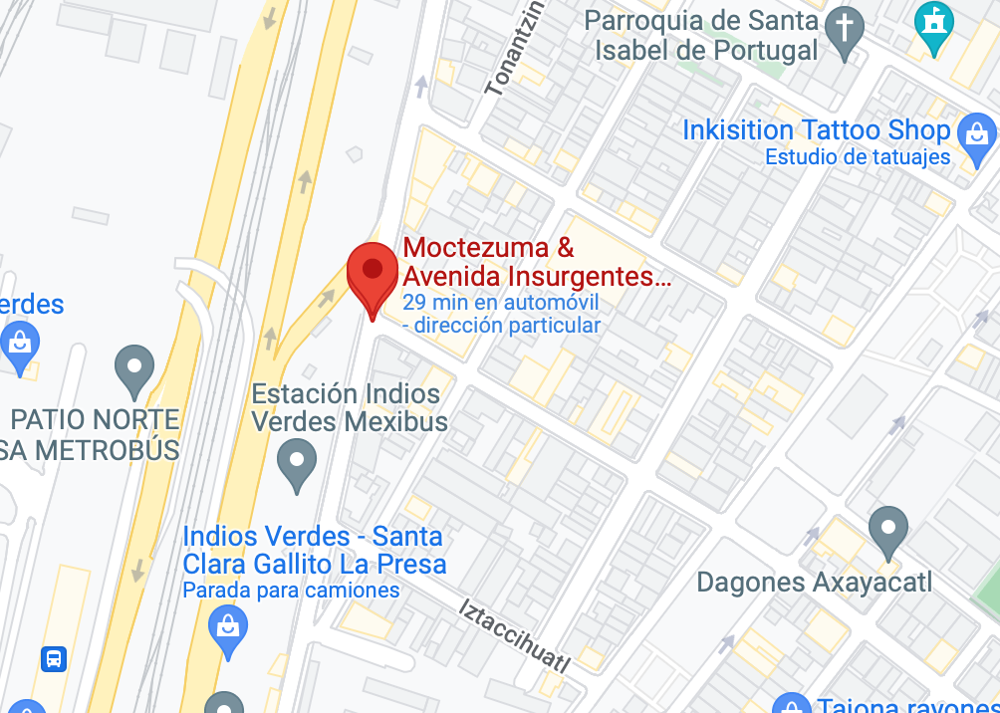 Tonantzin
Parroquia de Santa
Isabel de Portugal
Inkisition Tattoo Shop
Estudio de tatuajes
Moctezuma &
Avenida Insurgentes...
29 min en automóvil
- dirección particular
erdes
PATIO NORTE
SA METROBÚS
Estación Indios
Verdes Mexibus
Indios Verdes - Santa
Clara Gallito La Presa
Parada para camiones
Iztaccihuatl
Dagones Axayacatl